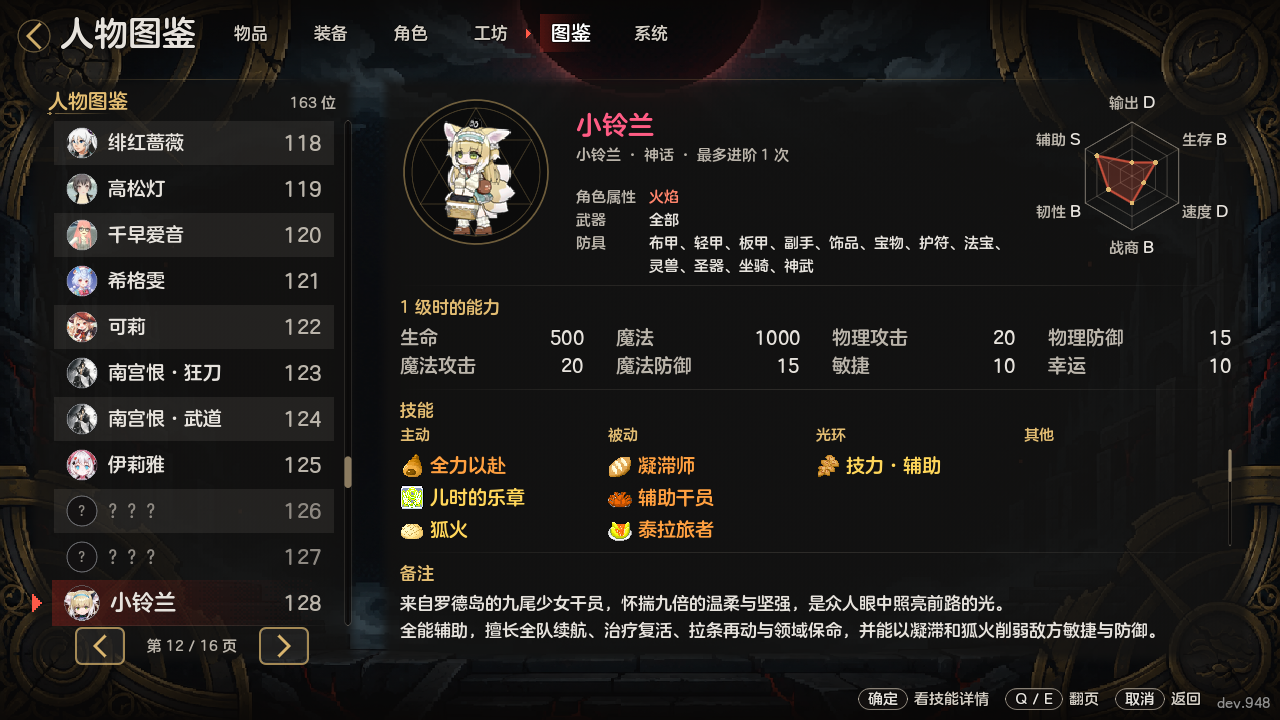 人物图鉴
物品 装备 角色 工坊 图鉴 系统
人物图鉴 163 位
绯红蔷薇 118
高松灯 119
千早爱音 120
希格雯 121
可莉 122
南宫恨·狂刀 123
南宫恨·武道 124
伊莉雅 125
? ? ? ? 126
? ? ? ? 127
小铃兰 128
第 12 / 16 页
小铃兰
小铃兰 · 神话 · 最多进阶 1 次
角色属性 火焰
武器 全部
防具 布甲、轻甲、板甲、副手、饰品、宝物、护符、法宝、
灵兽、圣器、坐骑、神武
输出 D
辅助 S
生存 B
韧性 B
速度 D
战商 B
1 级时的能力
生命 500 魔法 1000 物理攻击 20 物理防御 15
魔法攻击 20 魔法防御 15 敏捷 10 幸运 10
技能
主动 被动 光环 其他
全力以赴 凝滞师 技力·辅助
儿时的乐章 辅助干员
狐火 泰拉旅者
备注
来自罗德岛的九尾少女干员，怀揣九倍的温柔与坚强，是众人眼中照亮前路的光。
全能辅助，擅长全队续航、治疗复活、拉条再动与领域保命，并能以凝滞和狐火削弱敌方敏捷与防御。
确定 看技能详情 Q / E 翻页 取消 返回 dev.948